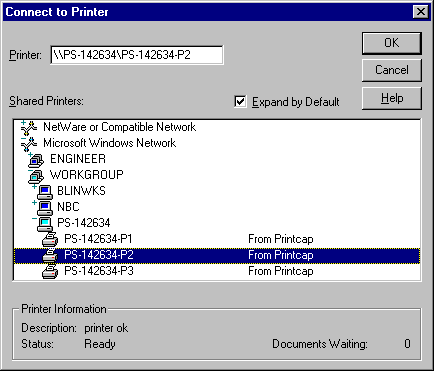 Connect to Printer
Printer: \\PS-142634\PS-142634-P2
OK
Cancel
Shared Printers: Expand by Default
Help
NetWare or Compatible Network
Microsoft Windows Network
ENGINEER
WORKGROUP
BLINWKS
NBC
PS-142634
PS-142634-P1 From Printcap
PS-142634-P2 From Printcap
PS-142634-P3 From Printcap
Printer Information
Description: printer ok
Status: Ready Documents Waiting: 0